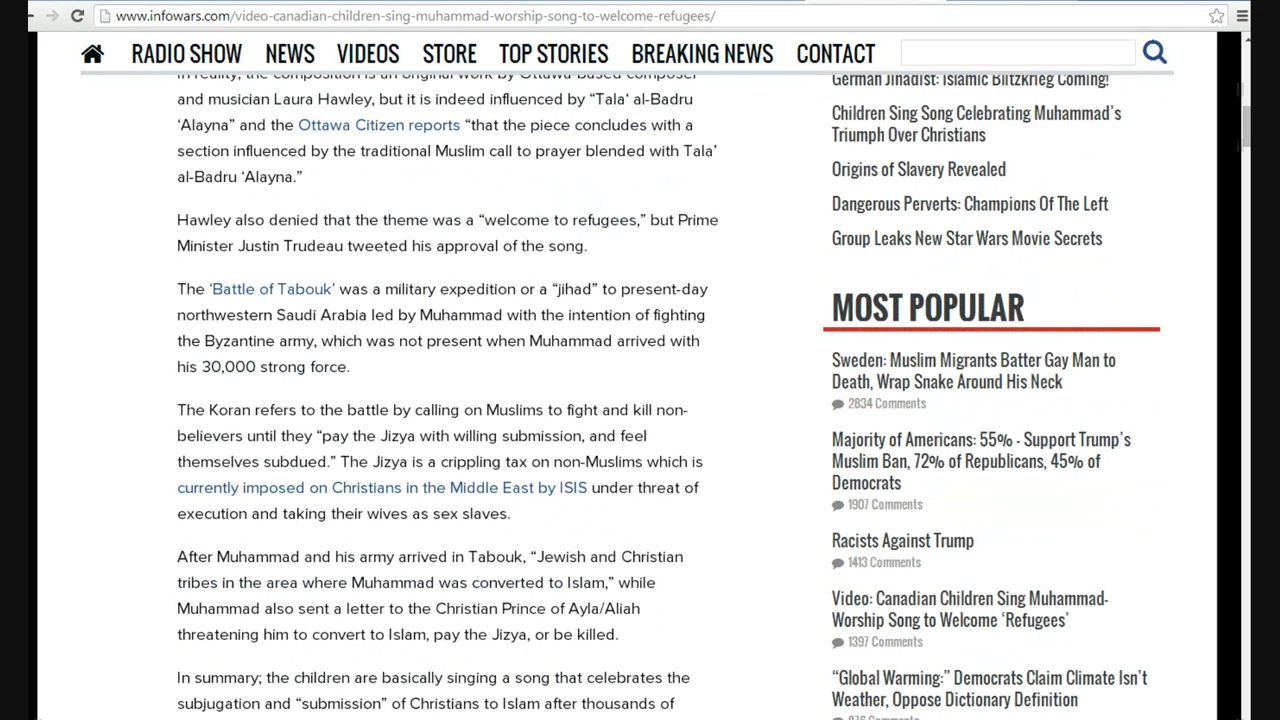 www.infowars.com/video-canadian-children-sing-muhammad-worship-song-to-welcome-refugees/
RADIO SHOW NEWS VIDEOS STORE TOP STORIES BREAKING NEWS CONTACT
In reality, the composition is an original work by Ottawa-based composer
and musician Laura Hawley, but it is indeed influenced by “Tala‘ al-Badru
‘Alayna” and the Ottawa Citizen reports “that the piece concludes with a
section influenced by the traditional Muslim call to prayer blended with Tala’
al-Badru ‘Alayna.”
Hawley also denied that the theme was a “welcome to refugees,” but Prime
Minister Justin Trudeau tweeted his approval of the song.
The ‘Battle of Tabouk’ was a military expedition or a “jihad” to present-day
northwestern Saudi Arabia led by Muhammad with the intention of fighting
the Byzantine army, which was not present when Muhammad arrived with
his 30,000 strong force.
The Koran refers to the battle by calling on Muslims to fight and kill non-
believers until they “pay the Jizya with willing submission, and feel
themselves subdued.” The Jizya is a crippling tax on non-Muslims which is
currently imposed on Christians in the Middle East by ISIS under threat of
execution and taking their wives as sex slaves.
After Muhammad and his army arrived in Tabouk, “Jewish and Christian
tribes in the area where Muhammad was converted to Islam,” while
Muhammad also sent a letter to the Christian Prince of Ayla/Aliah
threatening him to convert to Islam, pay the Jizya, or be killed.
In summary; the children are basically singing a song that celebrates the
subjugation and “submission” of Christians to Islam after thousands of
German Jihadist: Islamic Blitzkrieg Coming!
Children Sing Song Celebrating Muhammad’s
Triumph Over Christians
Origins of Slavery Revealed
Dangerous Perverts: Champions Of The Left
Group Leaks New Star Wars Movie Secrets
MOST POPULAR
Sweden: Muslim Migrants Batter Gay Man to
Death, Wrap Snake Around His Neck
2834 Comments
Majority of Americans: 55% - Support Trump’s
Muslim Ban, 72% of Republicans, 45% of
Democrats
1907 Comments
Racists Against Trump
1413 Comments
Video: Canadian Children Sing Muhammad-
Worship Song to Welcome ‘Refugees’
1397 Comments
“Global Warming:” Democrats Claim Climate Isn’t
Weather, Oppose Dictionary Definition